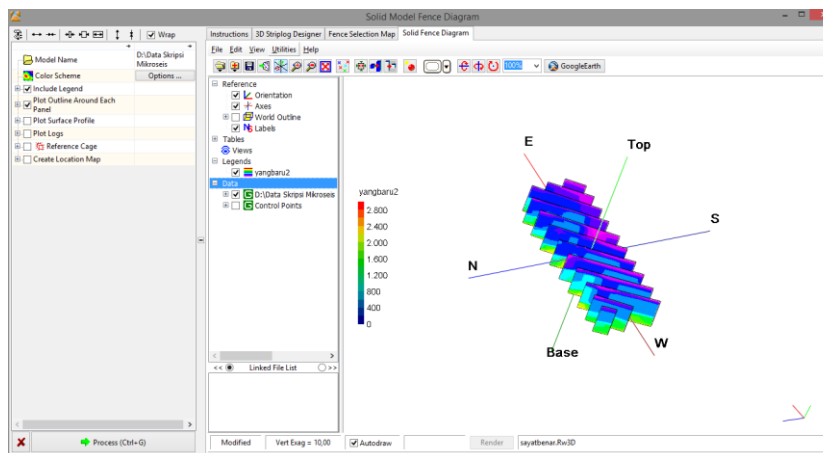 Solid Model Fence Diagram
Wrap
Model Name
D:\Data Skripsi
Mikroseis
Color Scheme
Options ...
Include Legend
Plot Outline Around Each
Panel
Plot Surface Profile
Plot Logs
Reference Cage
Create Location Map
Process (Ctrl+G)
Instructions 3D Striplog Designer Fence Selection Map Solid Fence Diagram
File Edit View Utilities Help
100%
GoogleEarth
Reference
Orientation
Axes
World Outline
Labels
Tables
Views
Legends
yangbaru2
Data
D:\Data Skripsi Mikroseis
Control Points
<< Linked File List >>
yangbaru2
2.800
2.400
2.000
1.600
1.200
800
400
0
E
Top
S
N
W
Base
Modified Vert Exag = 10,00 Autodraw Render sayatbenar.Rw3D